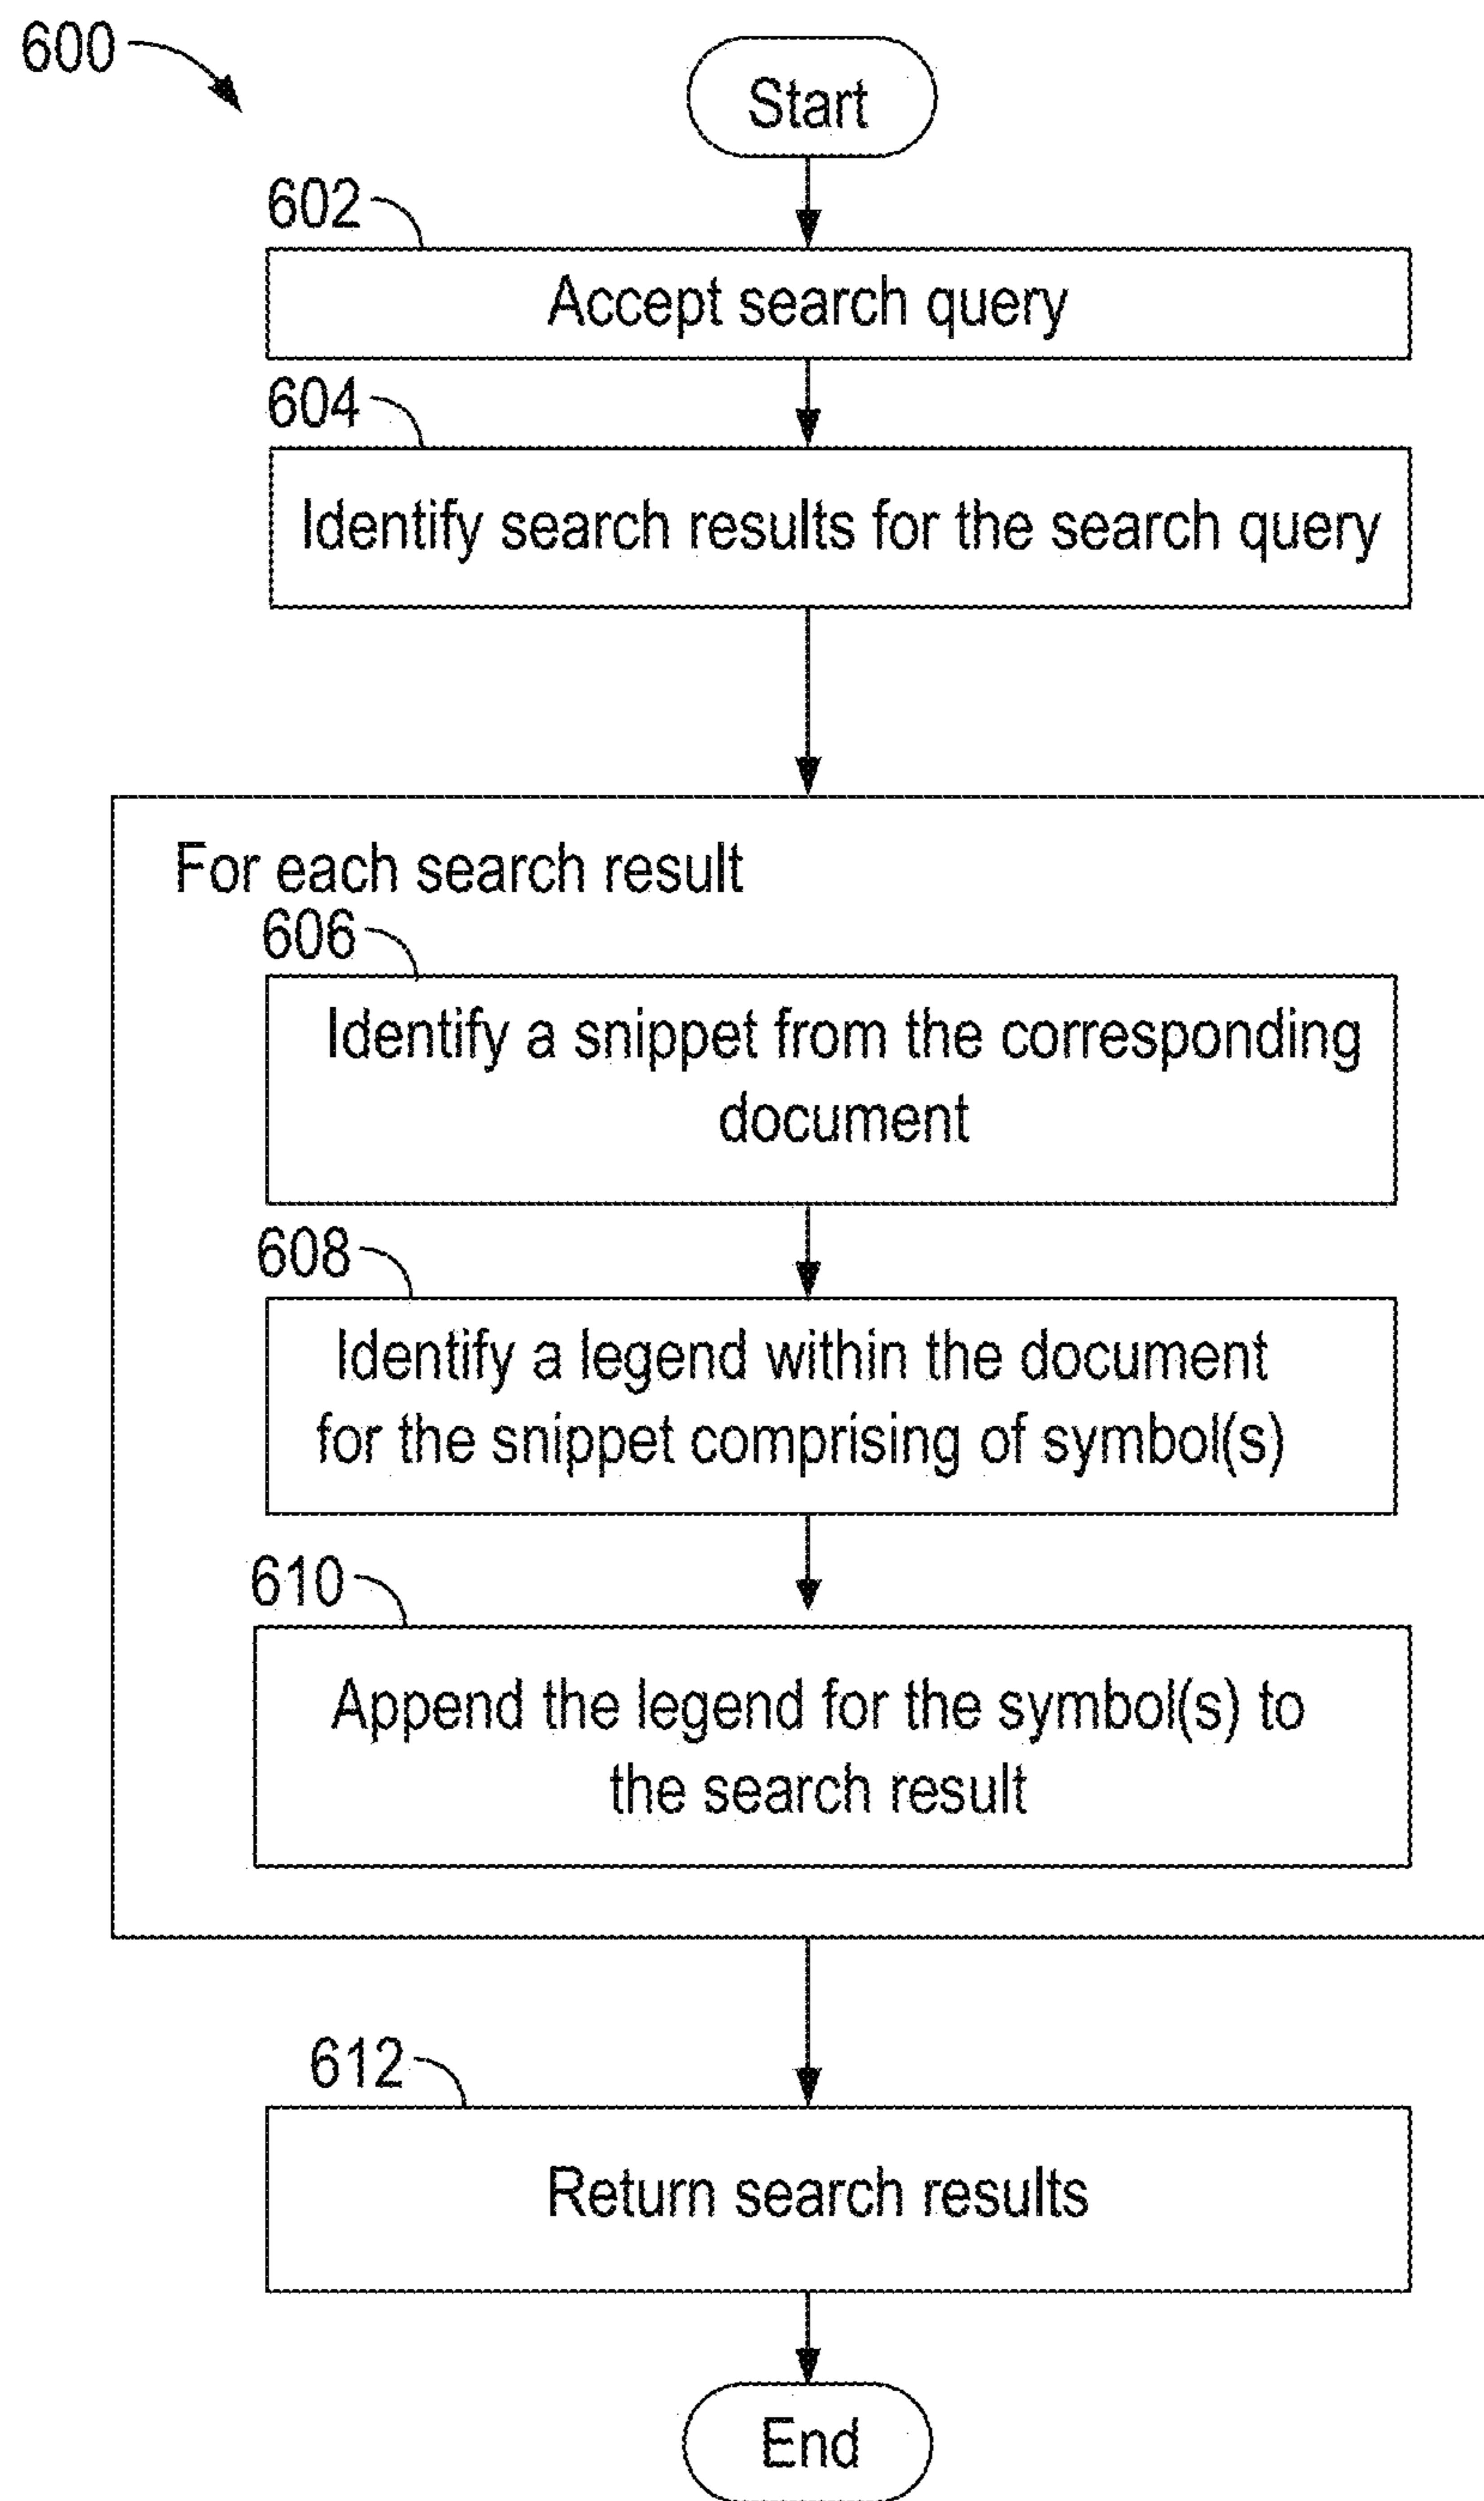 600
Start
602
Accept search query
604
Identify search results for the search query
For each search result
606
Identify a snippet from the corresponding
document
608
Identify a legend within the document
for the snippet comprising of symbol(s)
610
Append the legend for the symbol(s) to
the search result
612
Return search results
End